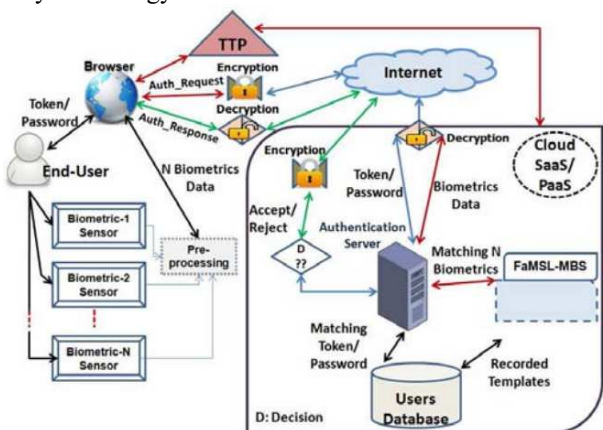 TTP
Browser
Encryption
Auth_Request
Internet
Decryption
Auth_Response
Token/
Password
End-User
N Biometrics
Data
Biometric-1
Sensor
Biometric-2
Sensor
Biometric-N
Sensor
Pre-
processing
Encryption
Decryption
Cloud
SaaS/
PaaS
Token/
Password
Biometrics
Data
Accept/
Reject
Authentication
Server
D
??
Matching N
Biometrics
FaMSL-MBS
Matching
Token/
Password
Recorded
Templates
Users
Database
D: Decision